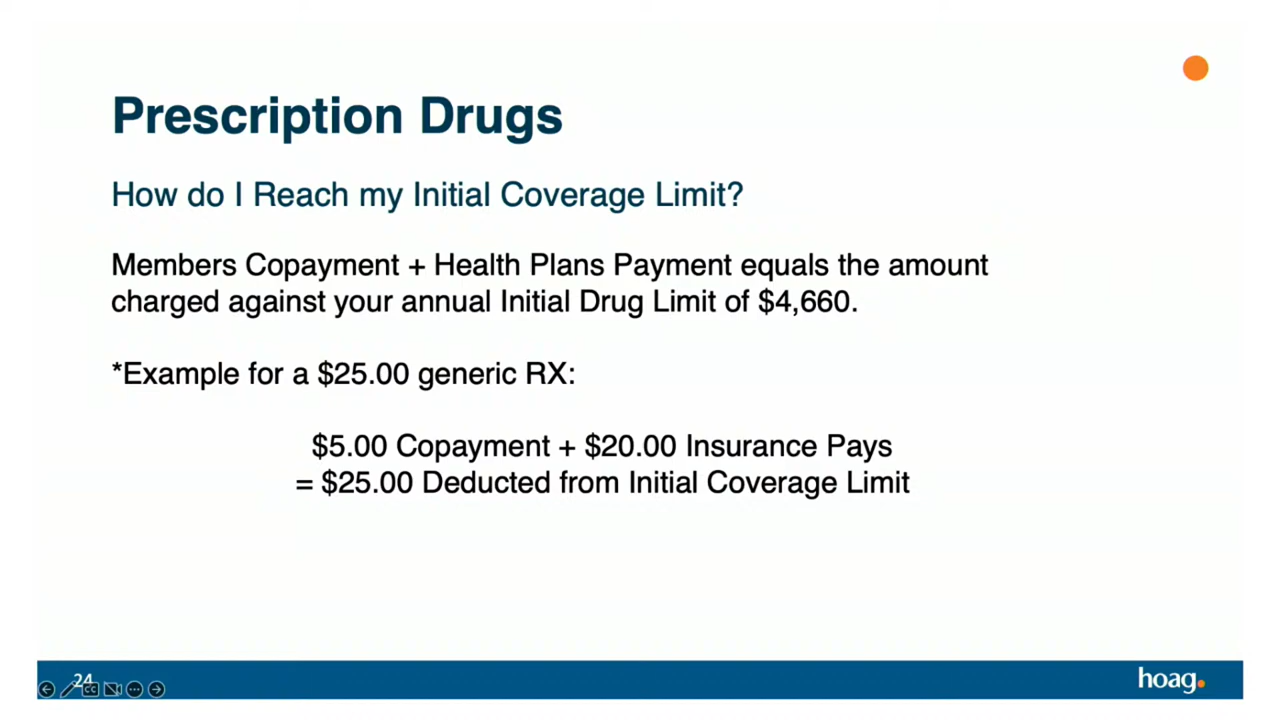 Prescription Drugs
How do I Reach my Initial Coverage Limit?
Members Copayment + Health Plans Payment equals the amount
charged against your annual Initial Drug Limit of $4,660.
*Example for a $25.00 generic RX:
$5.00 Copayment + $20.00 Insurance Pays
= $25.00 Deducted from Initial Coverage Limit
24
CC
hoag.